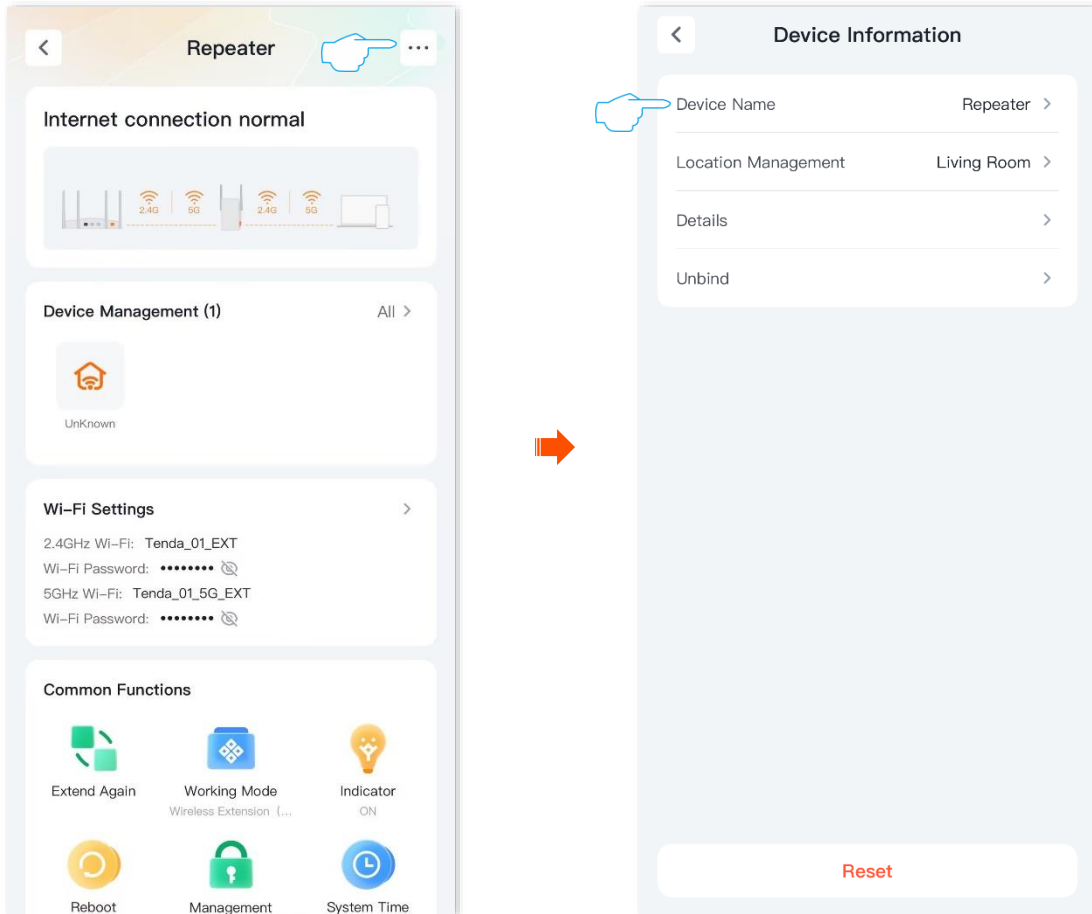 Repeater
Internet connection normal
2.4G 5G 2.4G 5G
Device Management (1) All
UnKnown
Wi-Fi Settings
2.4GHz Wi-Fi: Tenda_01_EXT
Wi-Fi Password: ••••••••
5GHz Wi-Fi: Tenda_01_5G_EXT
Wi-Fi Password: ••••••••
Common Functions
Extend Again Working Mode Indicator
Wireless Extension (... ON
Reboot Management System Time
Device Information
Device Name Repeater
Location Management Living Room
Details
Unbind
Reset